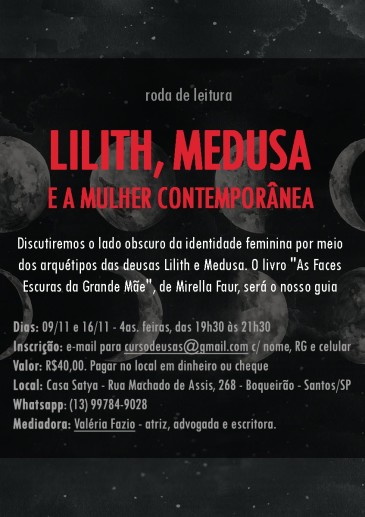 roda de leitura
LILITH, MEDUSA
E A MULHER CONTEMPORÂNEA
Discutiremos o lado obscuro da identidade feminina por meio
dos arquétipos das deusas Lilith e Medusa. O livro "As Faces
Escuras da Grande Mãe", de Mirella Faur, será o nosso guia
Dias: 09/11 e 16/11 - 4as. feiras, das 19h30 às 21h30
Inscrição: e-mail para cursodeusas@gmail.com c/ nome, RG e celular
Valor: R$40,00. Pagar no local em dinheiro ou cheque
Local: Casa Satya - Rua Machado de Assis, 268 - Boqueirão - Santos/SP
Whatsapp: (13) 99784-9028
Mediadora: Valéria Fazio - atriz, advogada e escritora.